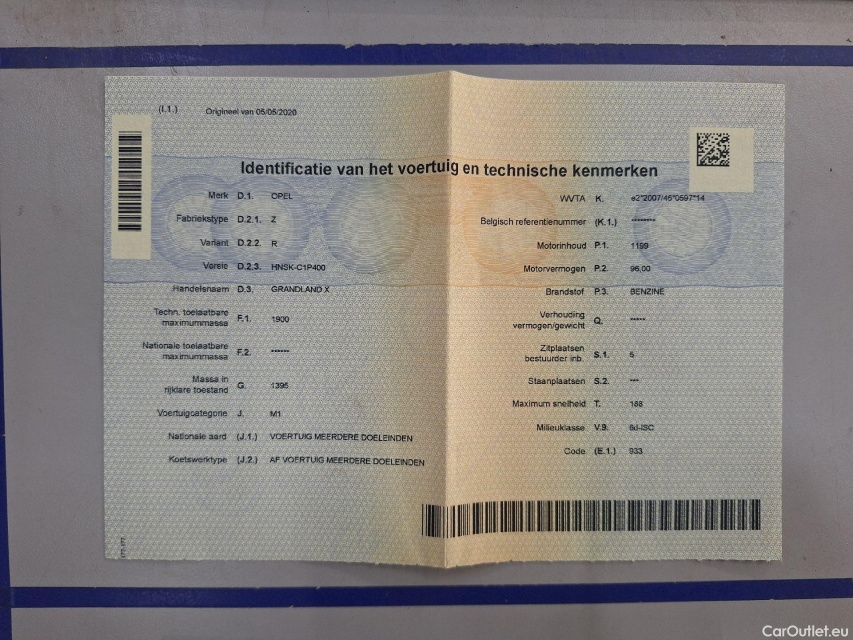 (I.1.) Origineel van 05/05/2020
Identificatie van het voertuig en technische kenmerken
Merk D.1. OPEL
Fabriekstype D.2.1. Z
Variant D.2.2. R
Versie D.2.3. HNSK-C1P400
Handelsnaam D.3. GRANDLAND X
Techn. toelaatbare
maximummassa F.1. 1900
Nationale toelaatbare
maximummassa F.2. ******
Massa in
rijklare toestand G. 1395
Voertuigcategorie J. M1
Nationale aard (J.1.) VOERTUIG MEERDERE DOELEINDEN
Koetswerktype (J.2.) AF VOERTUIG MEERDERE DOELEINDEN
WVTA K. e2*2007/46*0597*14
Belgisch referentienummer (K.1.) ********
Motorinhoud P.1. 1199
Motorvermogen P.2. 96,00
Brandstof P.3. BENZINE
Verhouding
vermogen/gewicht Q. *****
Zitplaatsen
bestuurder inb. S.1. 5
Staanplaatsen S.2. ***
Maximum snelheid T. 188
Milieuklasse V.9. 6d-ISC
Code (E.1.) 933
CarOutlet.eu